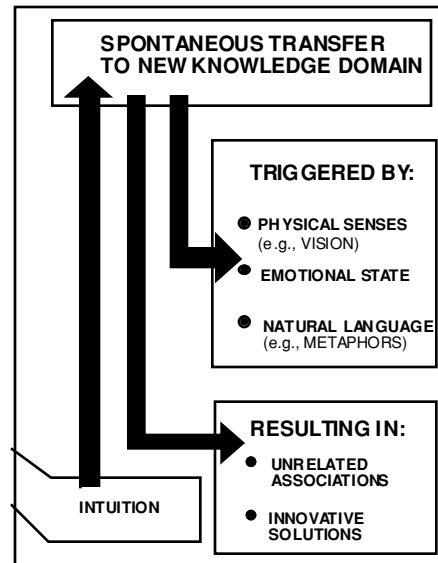 SPONTANEOUS TRANSFER
TO NEW KNOWLEDGE DOMAIN
TRIGGERED BY:
PHYSICAL SENSES
(e.g., VISION)
EMOTIONAL STATE
NATURAL LANGUAGE
(e.g., METAPHORS)
RESULTING IN:
UNRELATED
ASSOCIATIONS
INNOVATIVE
SOLUTIONS
INTUITION